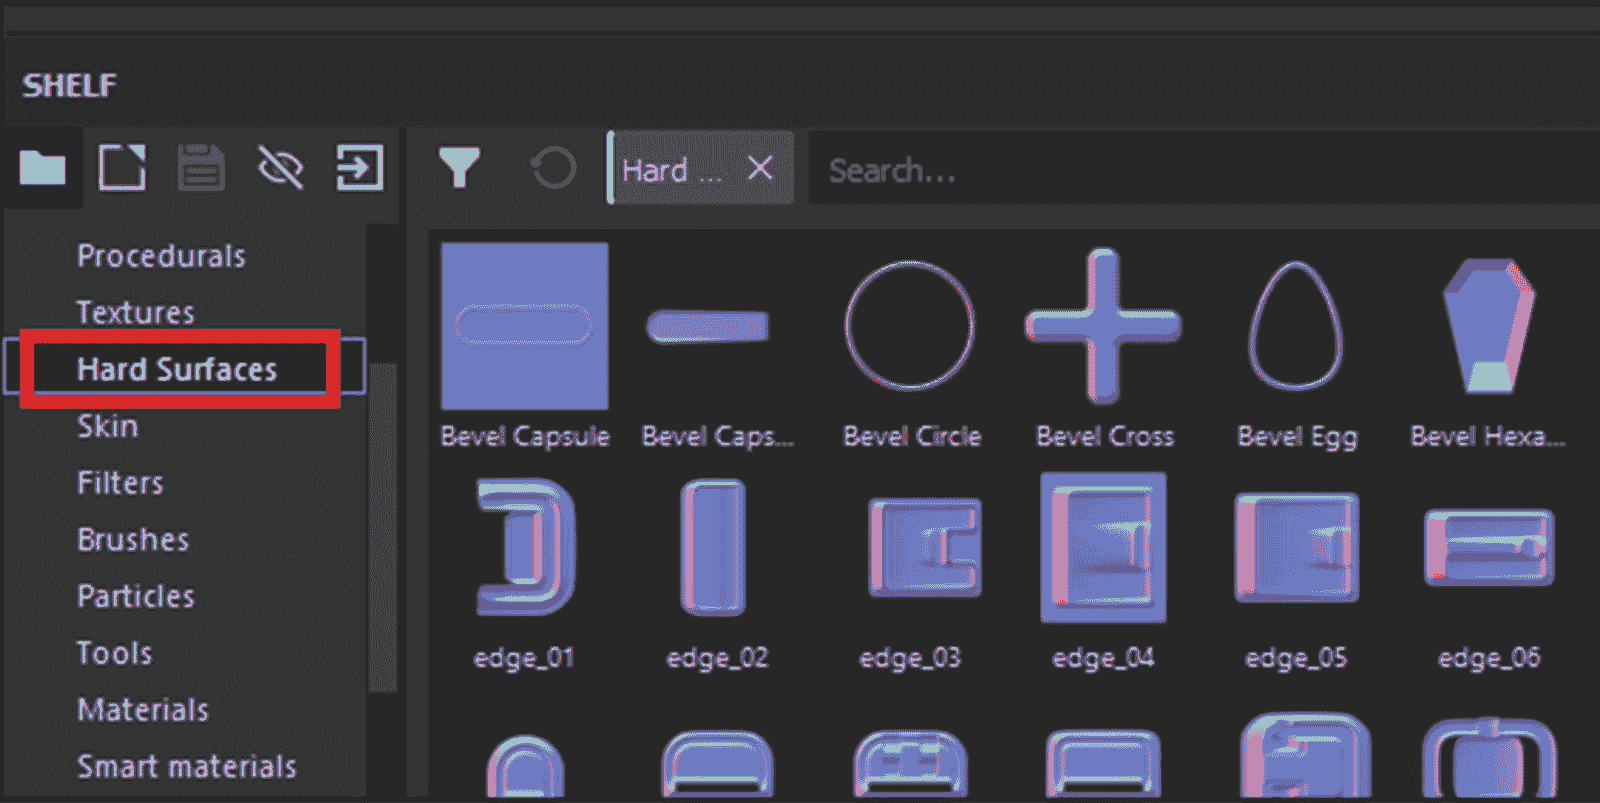 SHELF
Hard ...
Search...
Procedurals
Textures
Hard Surfaces
Skin
Filters
Brushes
Particles
Tools
Materials
Smart materials
Bevel Capsule
Bevel Caps...
Bevel Circle
Bevel Cross
Bevel Egg
Bevel Hexa...
edge_01
edge_02
edge_03
edge_04
edge_05
edge_06